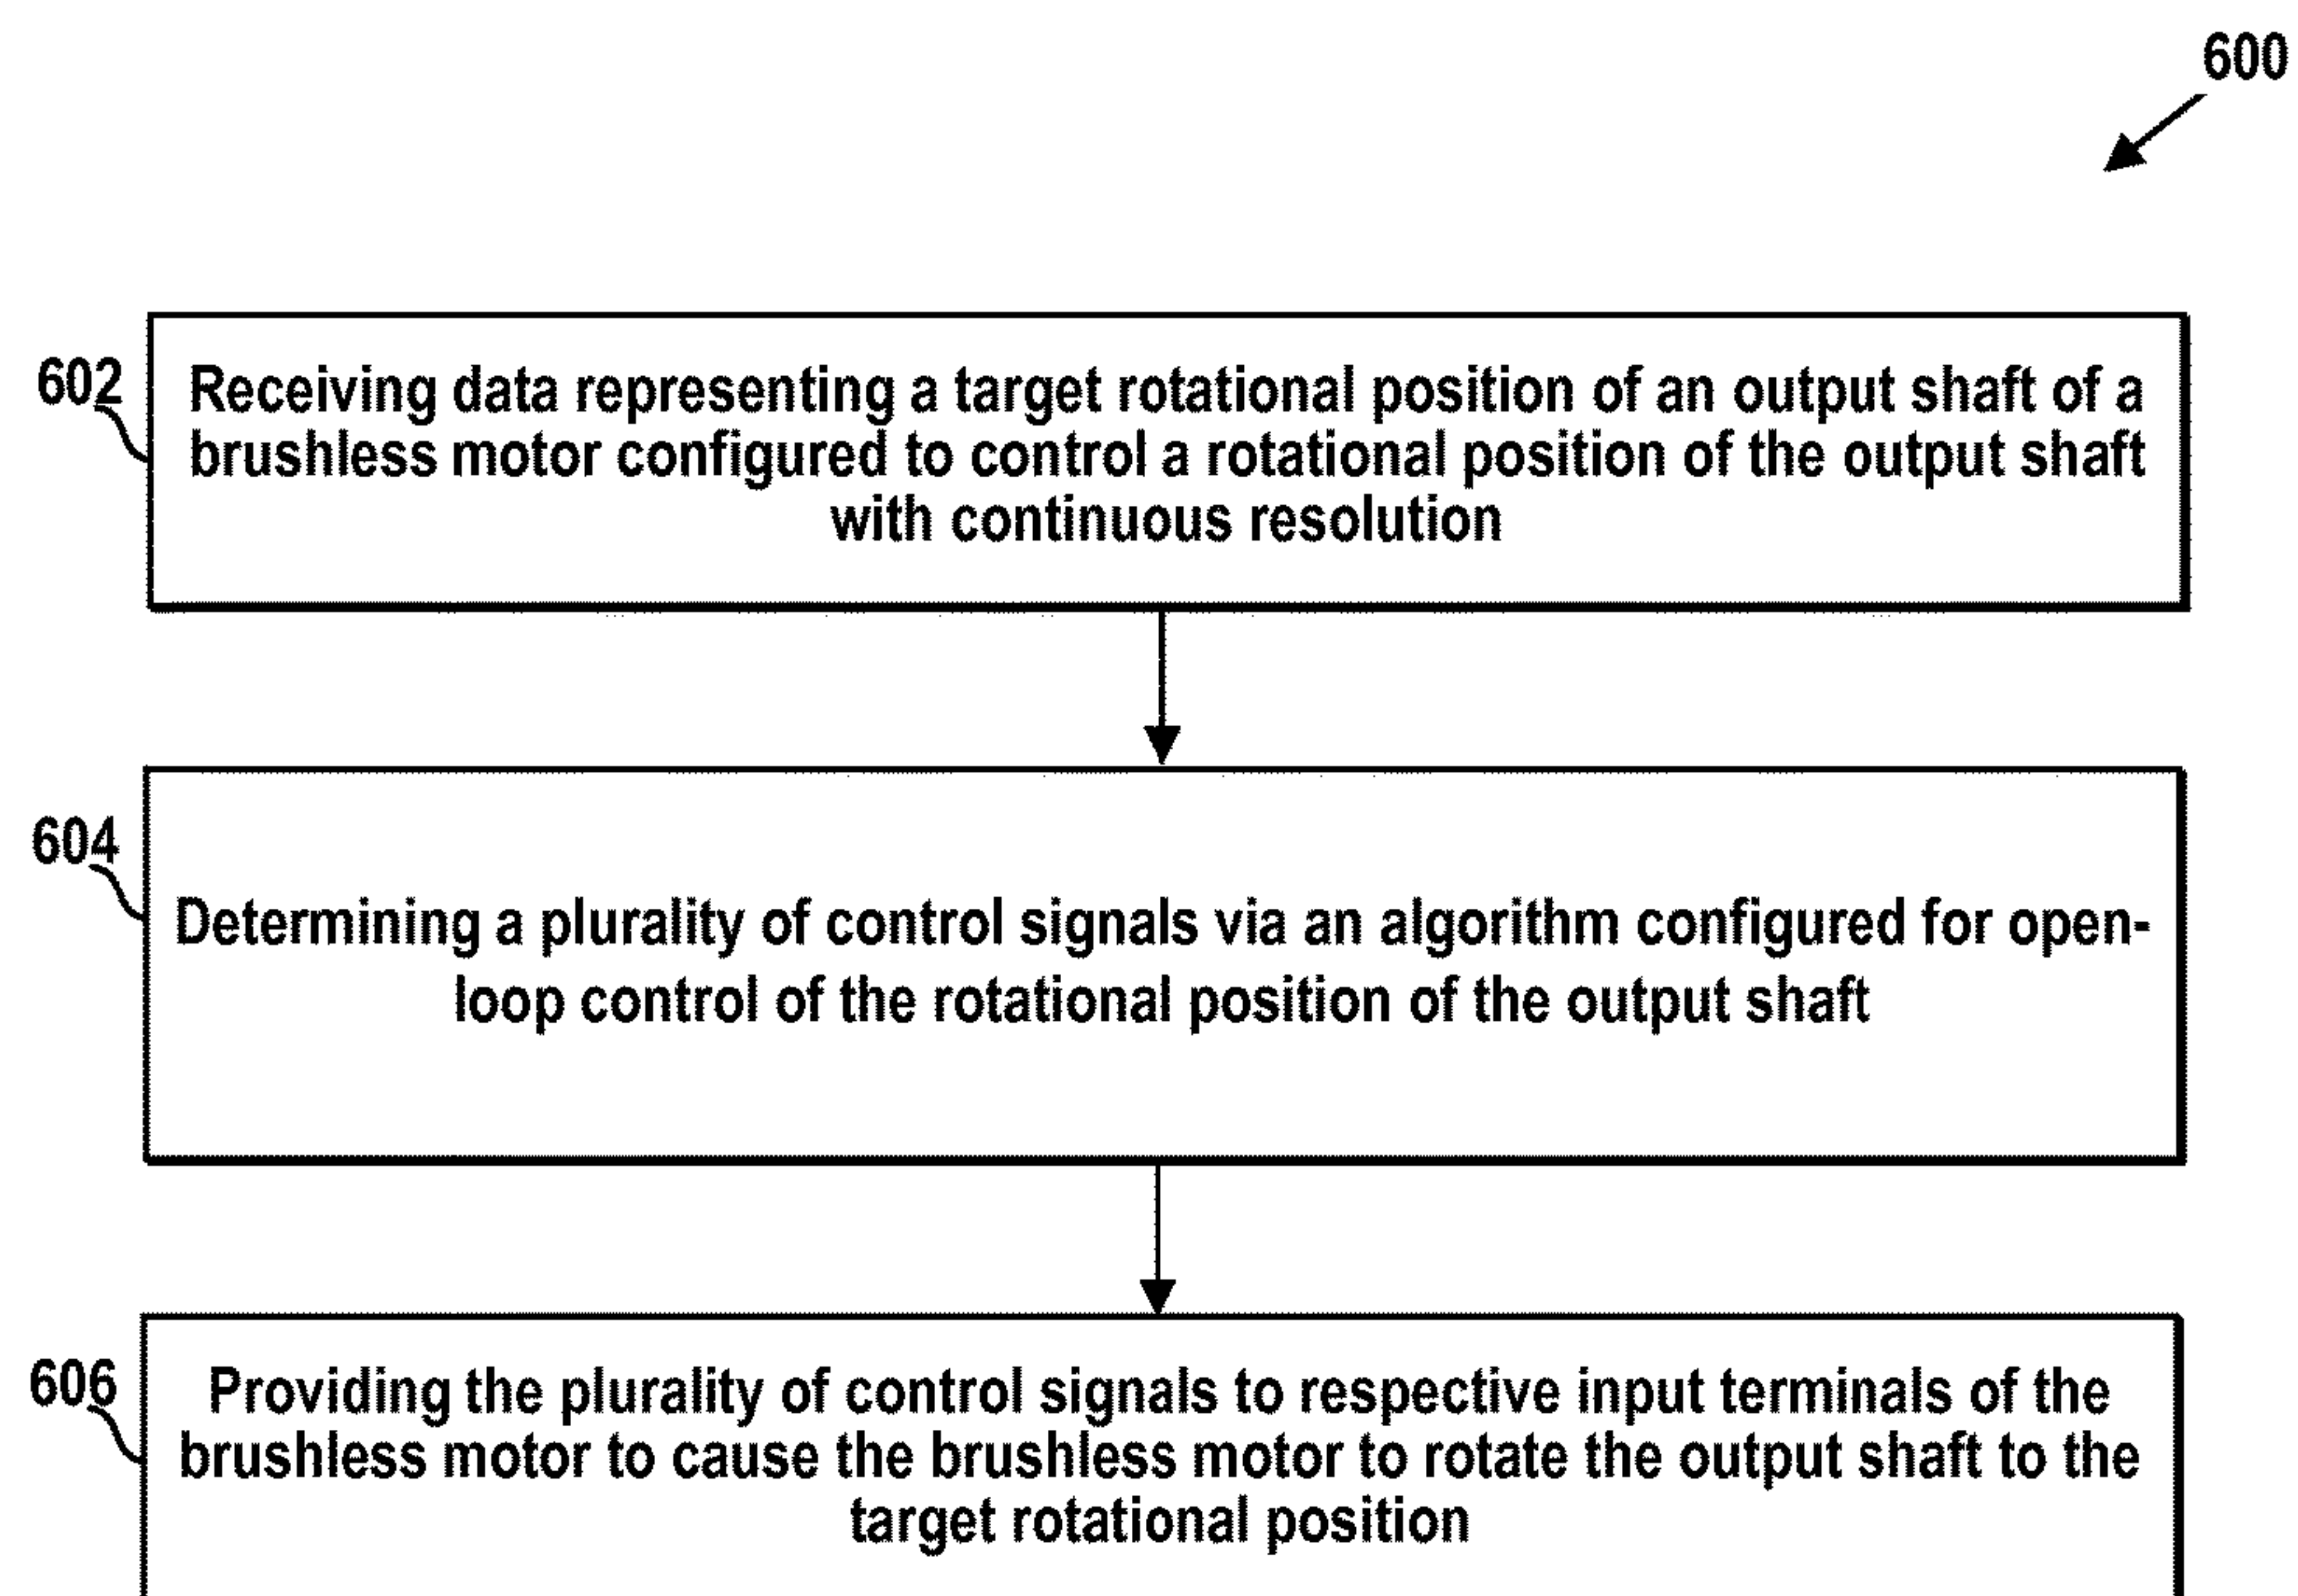 600
602
Receiving data representing a target rotational position of an output shaft of a
brushless motor configured to control a rotational position of the output shaft
with continuous resolution
604
Determining a plurality of control signals via an algorithm configured for open-
loop control of the rotational position of the output shaft
606
Providing the plurality of control signals to respective input terminals of the
brushless motor to cause the brushless motor to rotate the output shaft to the
target rotational position